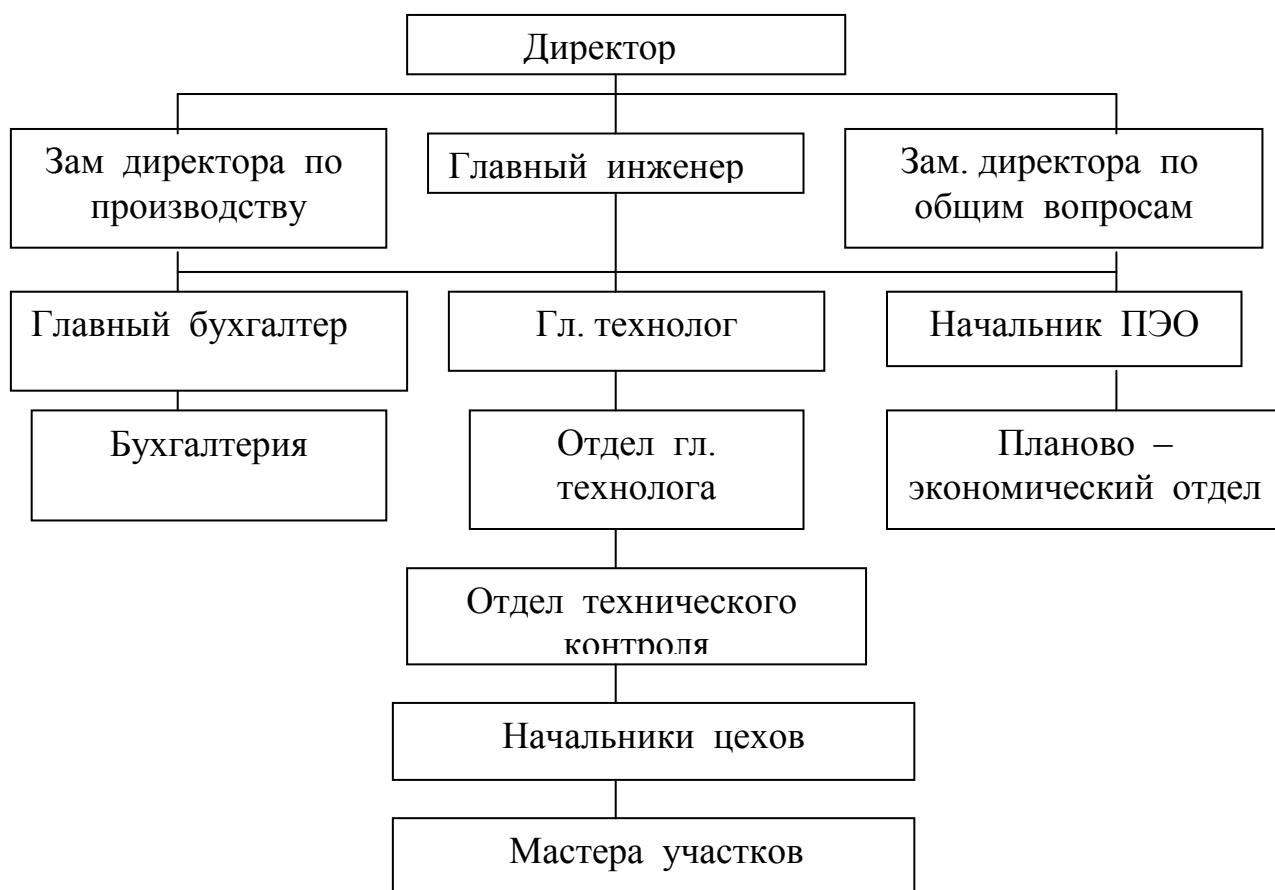 Директор
Зам директора по
производству
Главный инженер
Зам. директора по
общим вопросам
Главный бухгалтер
Гл. технолог
Начальник ПЭО
Бухгалтерия
Отдел гл.
технолога
Планово –
экономический отдел
Отдел технического
контроля
Начальники цехов
Мастера участков